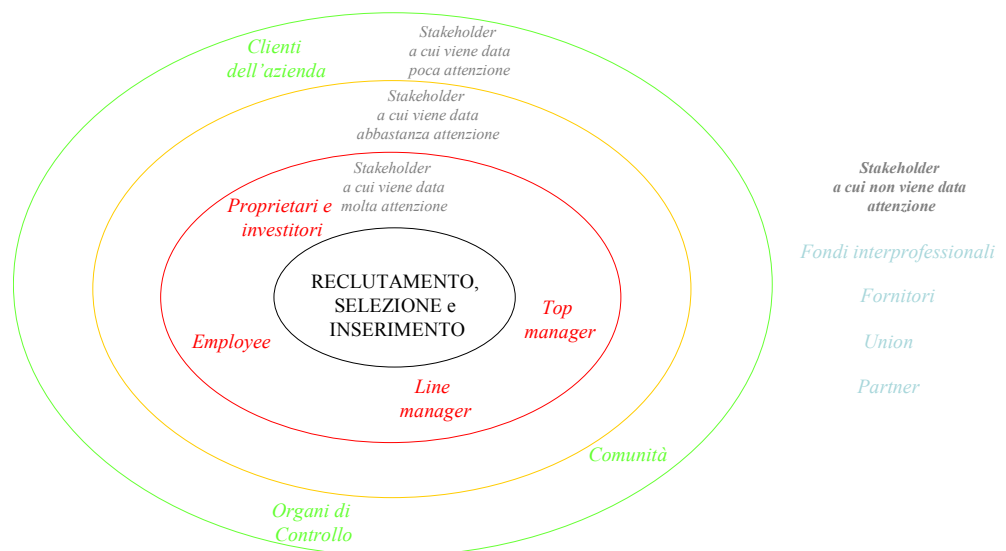 Clienti
dell'azienda
Stakeholder
a cui viene data
poca attenzione
Stakeholder
a cui viene data
abbastanza attenzione
Stakeholder
a cui viene data
molta attenzione
Proprietari e
investitori
RECLUTAMENTO,
SELEZIONE e
INSERIMENTO
Top
manager
Employee
Line
manager
Comunità
Organi di
Controllo
Stakeholder
a cui non viene data
attenzione
Fondi interprofessionali
Fornitori
Union
Partner